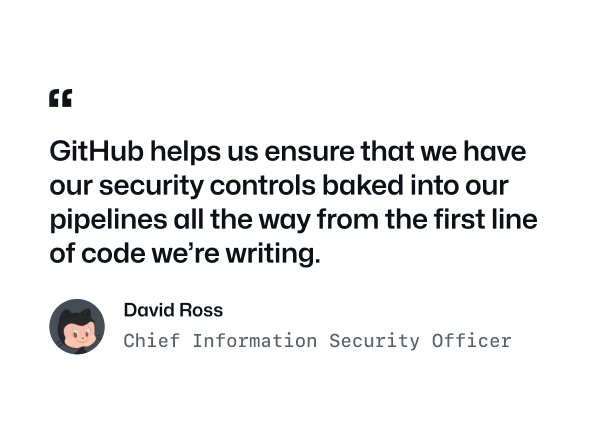 “
GitHub helps us ensure that we have
our security controls baked into our
pipelines all the way from the first line
of code we’re writing.
David Ross
Chief Information Security Officer